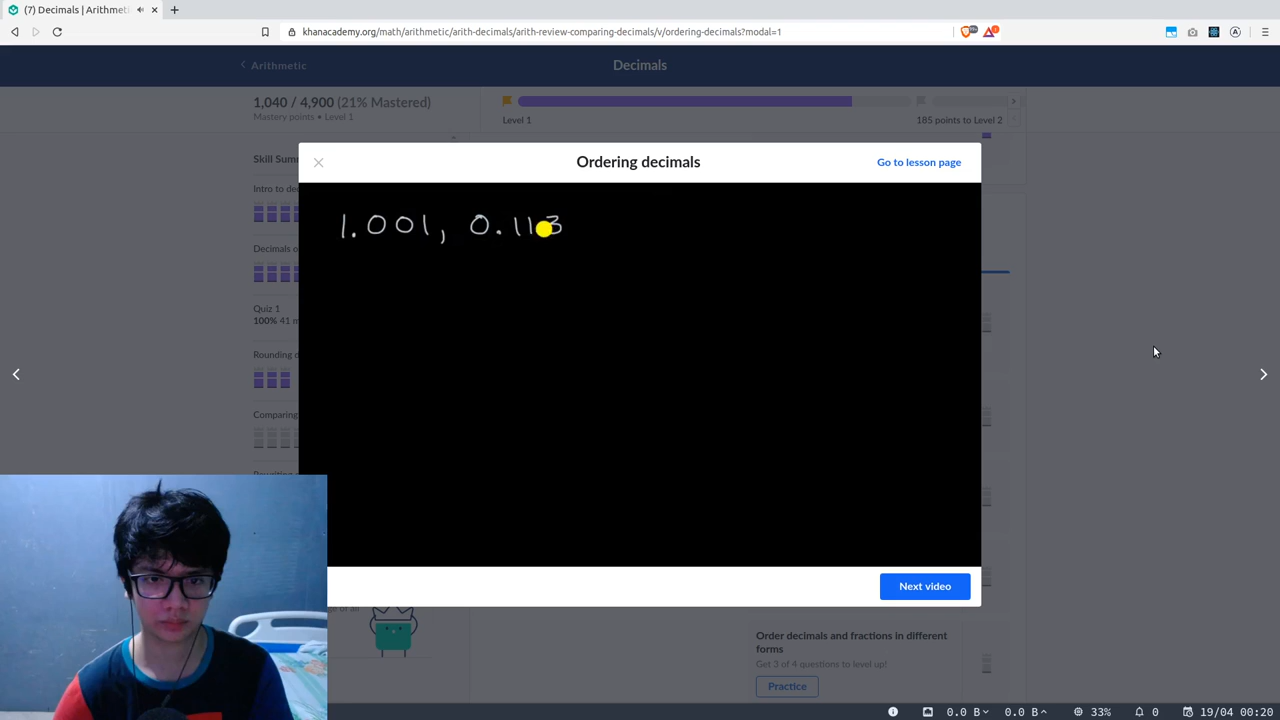 (7) Decimals | Arithmeti
khanacademy.org/math/arithmetic/arith-decimals/arith-review-comparing-decimals/v/ordering-decimals?modal=1
Arithmetic
Decimals
1,040 / 4,900 (21% Mastered)
Mastery points • Level 1
Level 1
185 points to Level 2
Skill Sum
Ordering decimals
Go to lesson page
Intro to de
1.001, 0.113
Decimals o
Quiz 1
100% 41 m
Rounding d
Comparing
Next video
Order decimals and fractions in different
forms
Get 3 of 4 questions to level up!
Practice
0.0 B 0.0 B 33% 0 19/04 00:20